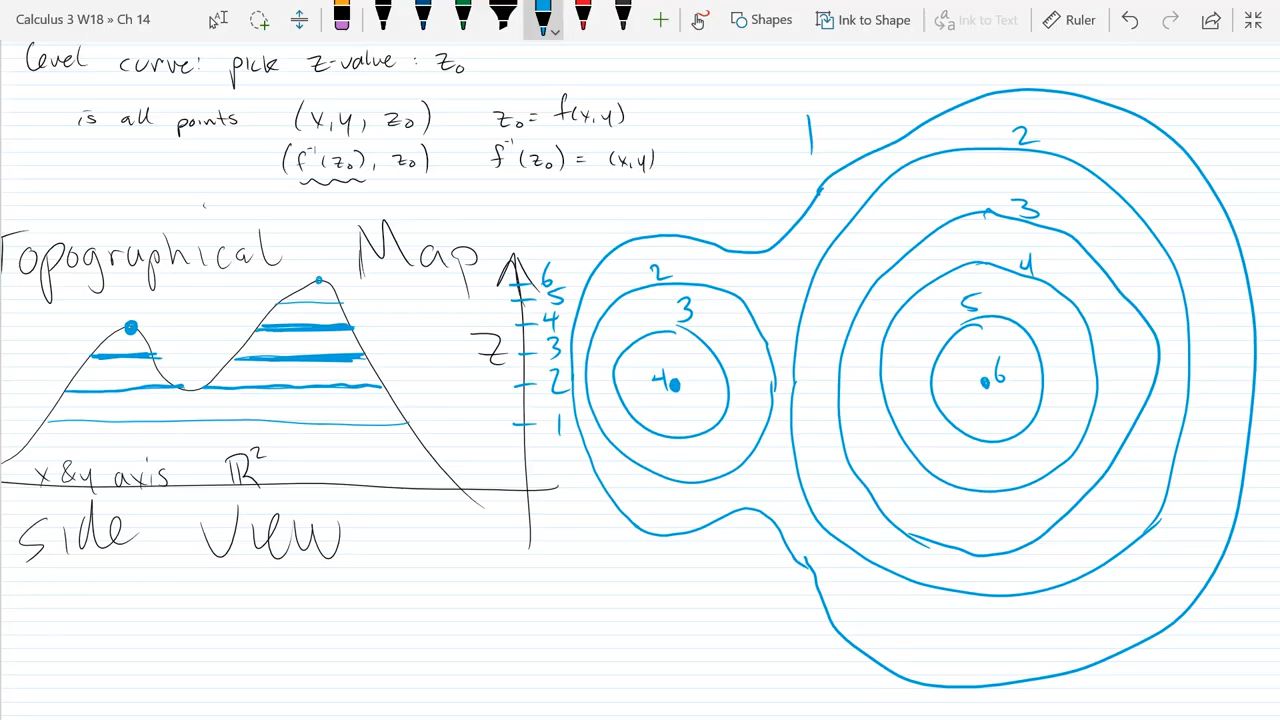 Calculus 3 W18 » Ch 14
Shapes
Ink to Shape
Ink to Text
Ruler
level curve: pick z-value: z₀
is all points (x,y, z₀) z₀ = f(x,y)
(f⁻¹(z₀), z₀) f⁻¹(z₀) = (x,y)
Topographical Map
z
6
5
4
3
2
1
x & y axis ℝ²
side view
1
2
3
4
5
6
2
3
4